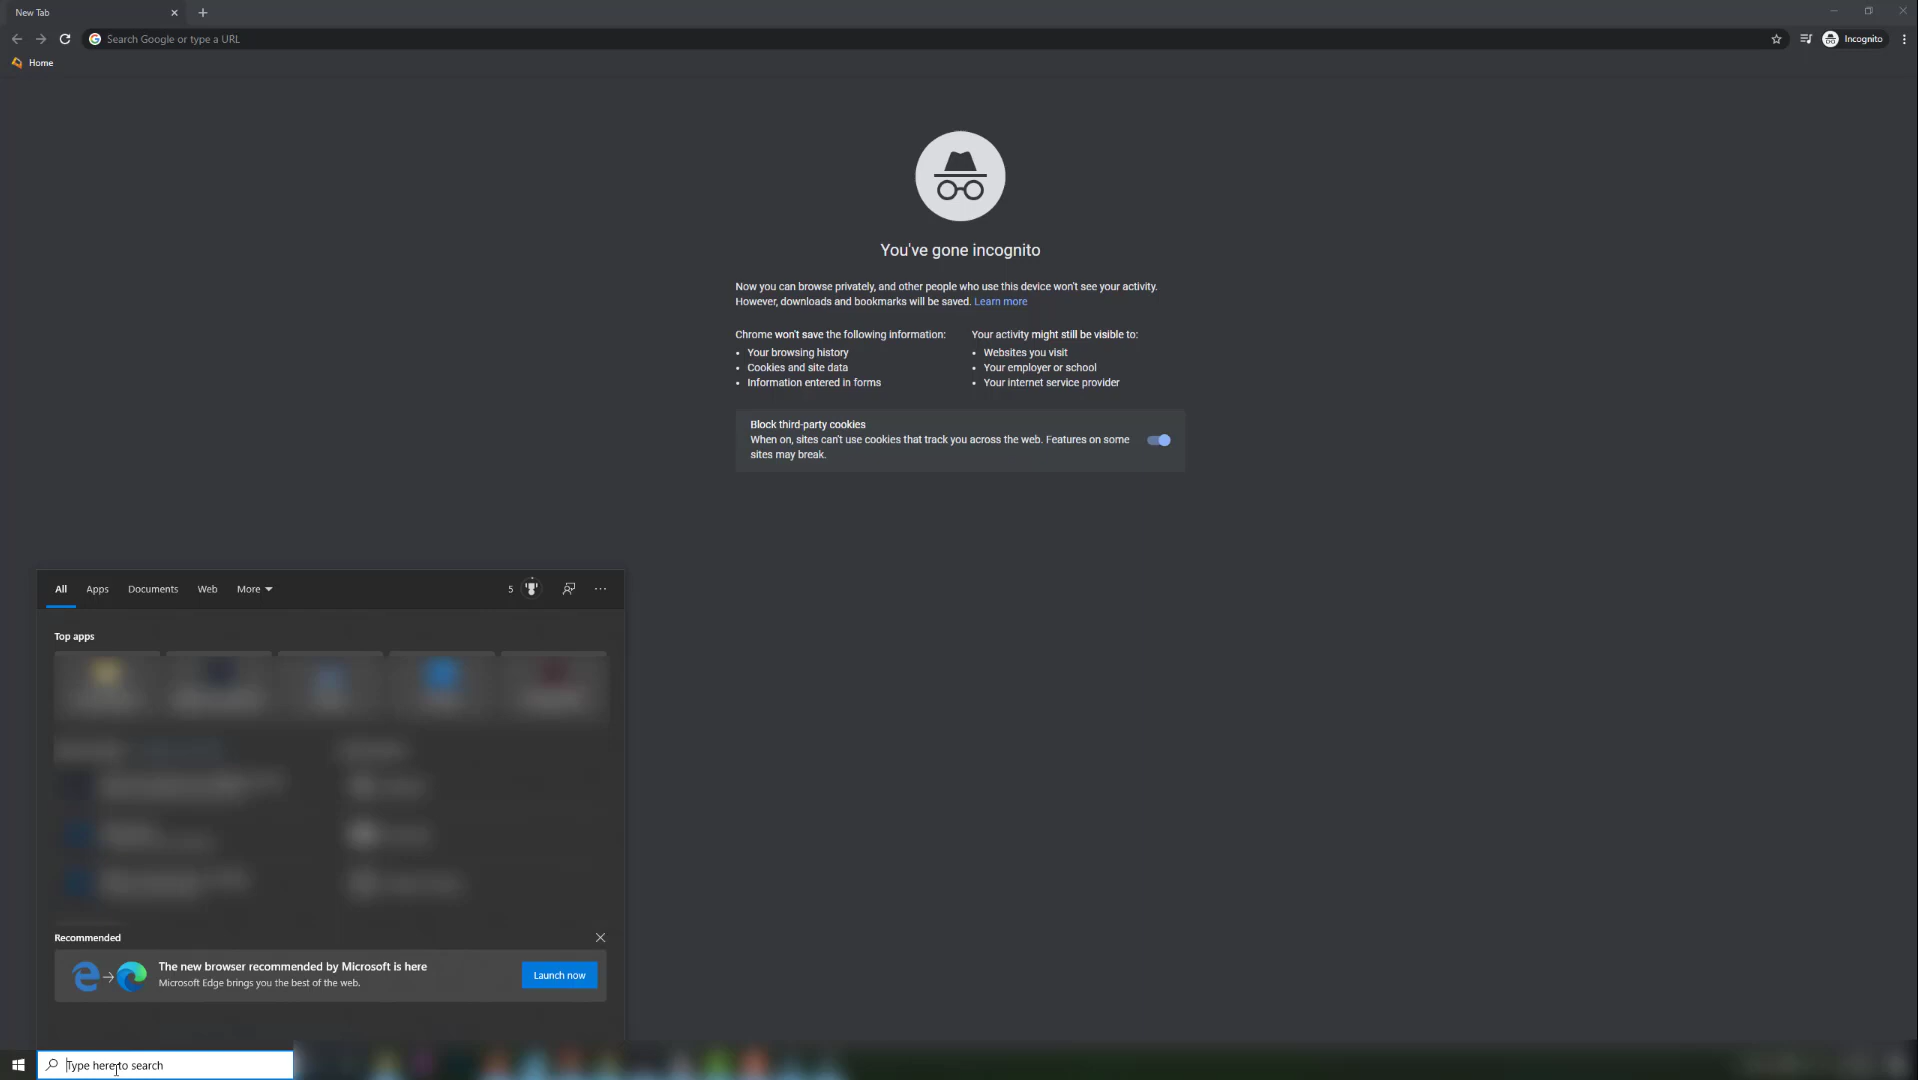 New Tab
Search Google or type a URL
Incognito
Home
You've gone incognito
Now you can browse privately, and other people who use this device won't see your activity.
However, downloads and bookmarks will be saved. Learn more
Chrome won't save the following information:
• Your browsing history
• Cookies and site data
• Information entered in forms
Your activity might still be visible to:
• Websites you visit
• Your employer or school
• Your internet service provider
Block third-party cookies
When on, sites can't use cookies that track you across the web. Features on some
sites may break.
All Apps Documents Web More 5
Top apps
Recommended
The new browser recommended by Microsoft is here
Microsoft Edge brings you the best of the web.
Launch now
Type here to search